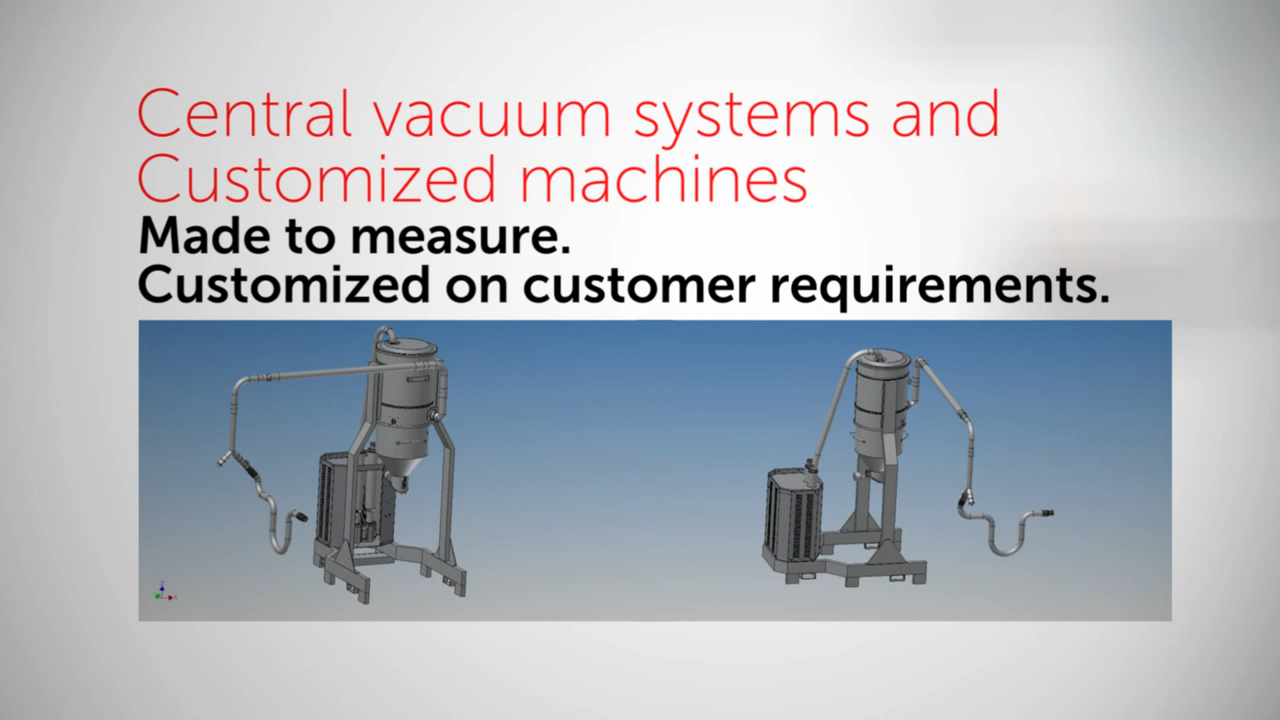 Central vacuum systems and
Customized machines
Made to measure.
Customized on customer requirements.